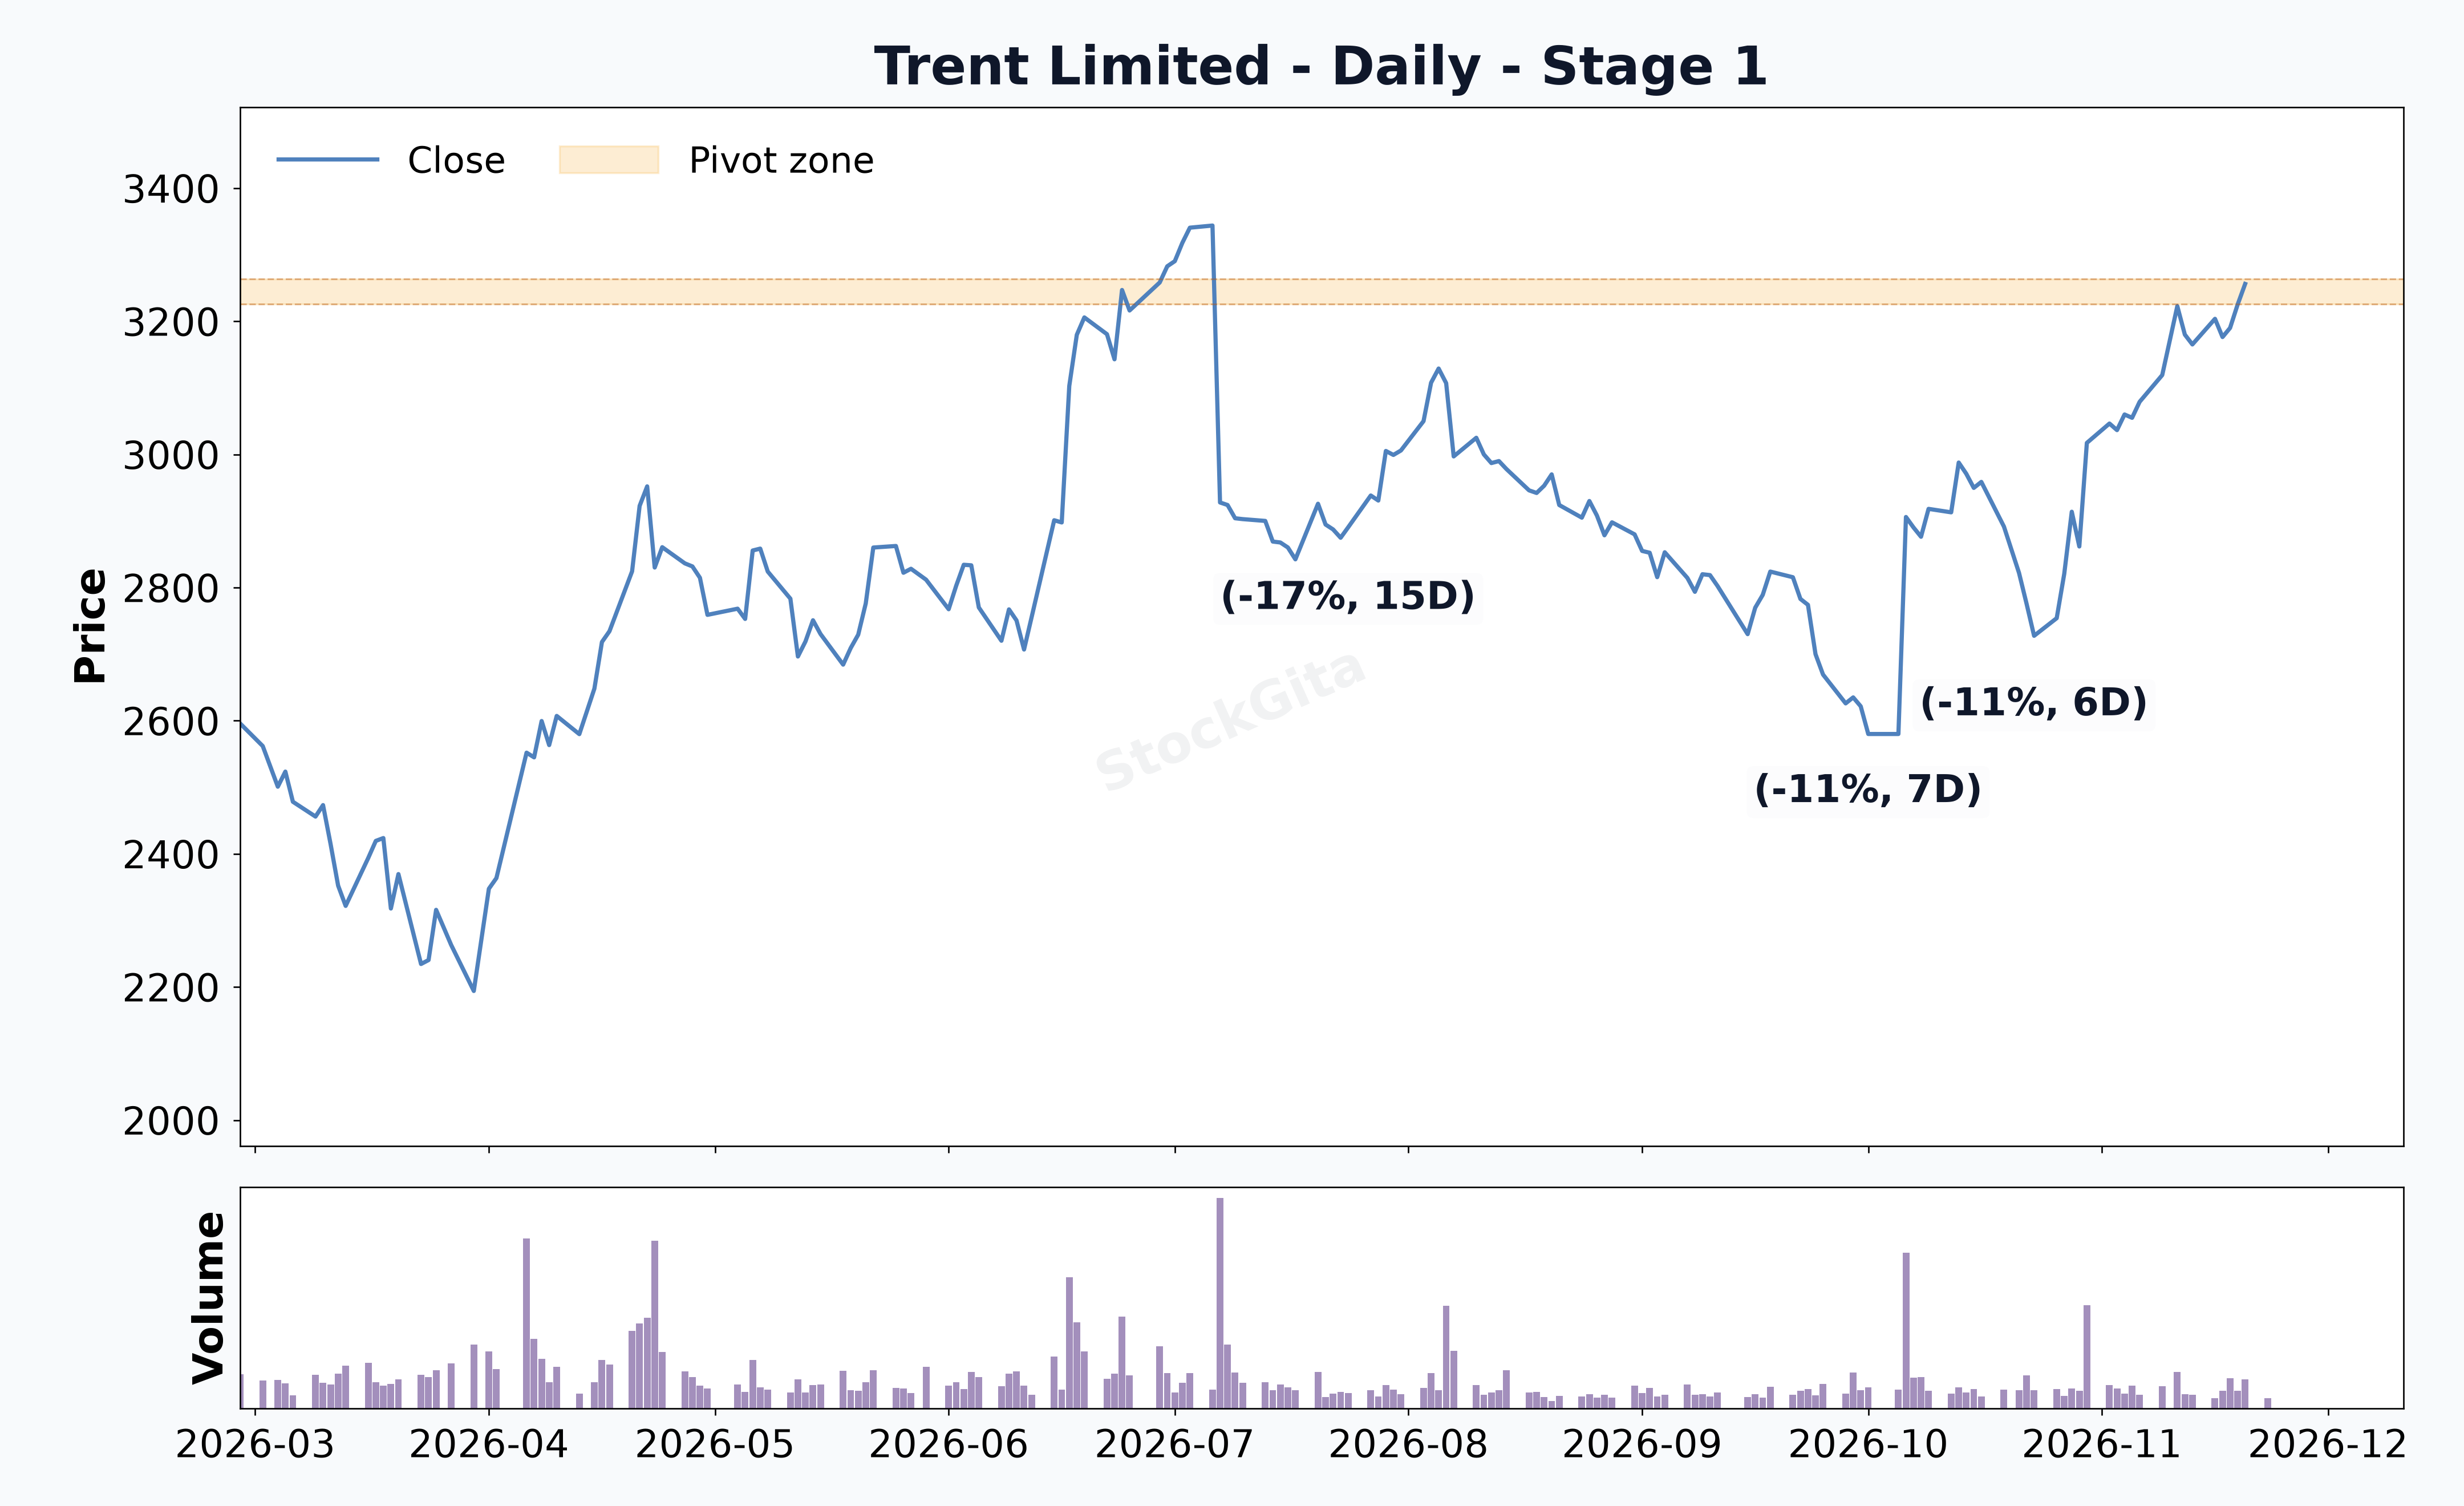 Trent Limited - Daily - Stage 1
Close
Pivot zone
3400
3200
3000
2800
2600
2400
2200
2000
Price
(-17%, 15D)
StockGita
(-11%, 6D)
(-11%, 7D)
Volume
2026-03
2026-04
2026-05
2026-06
2026-07
2026-08
2026-09
2026-10
2026-11
2026-12